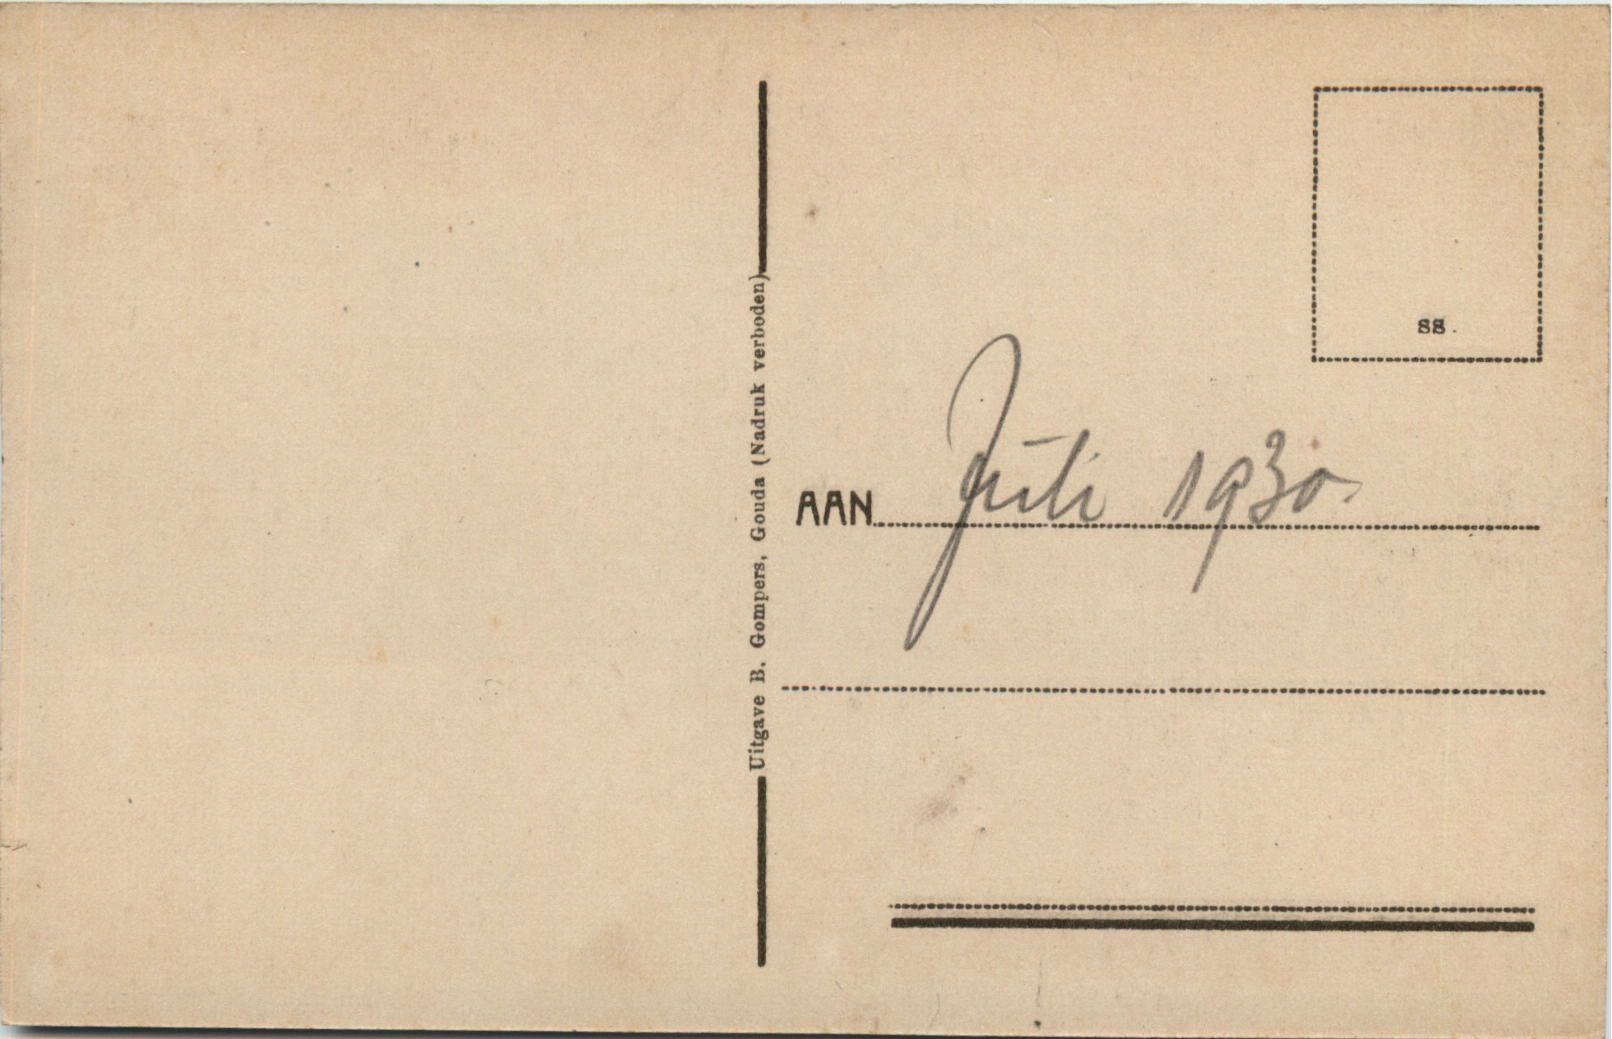 Uitgave B. Gompers, Gouda (Nadruk verboden)
88.
AAN
Juli 1930.